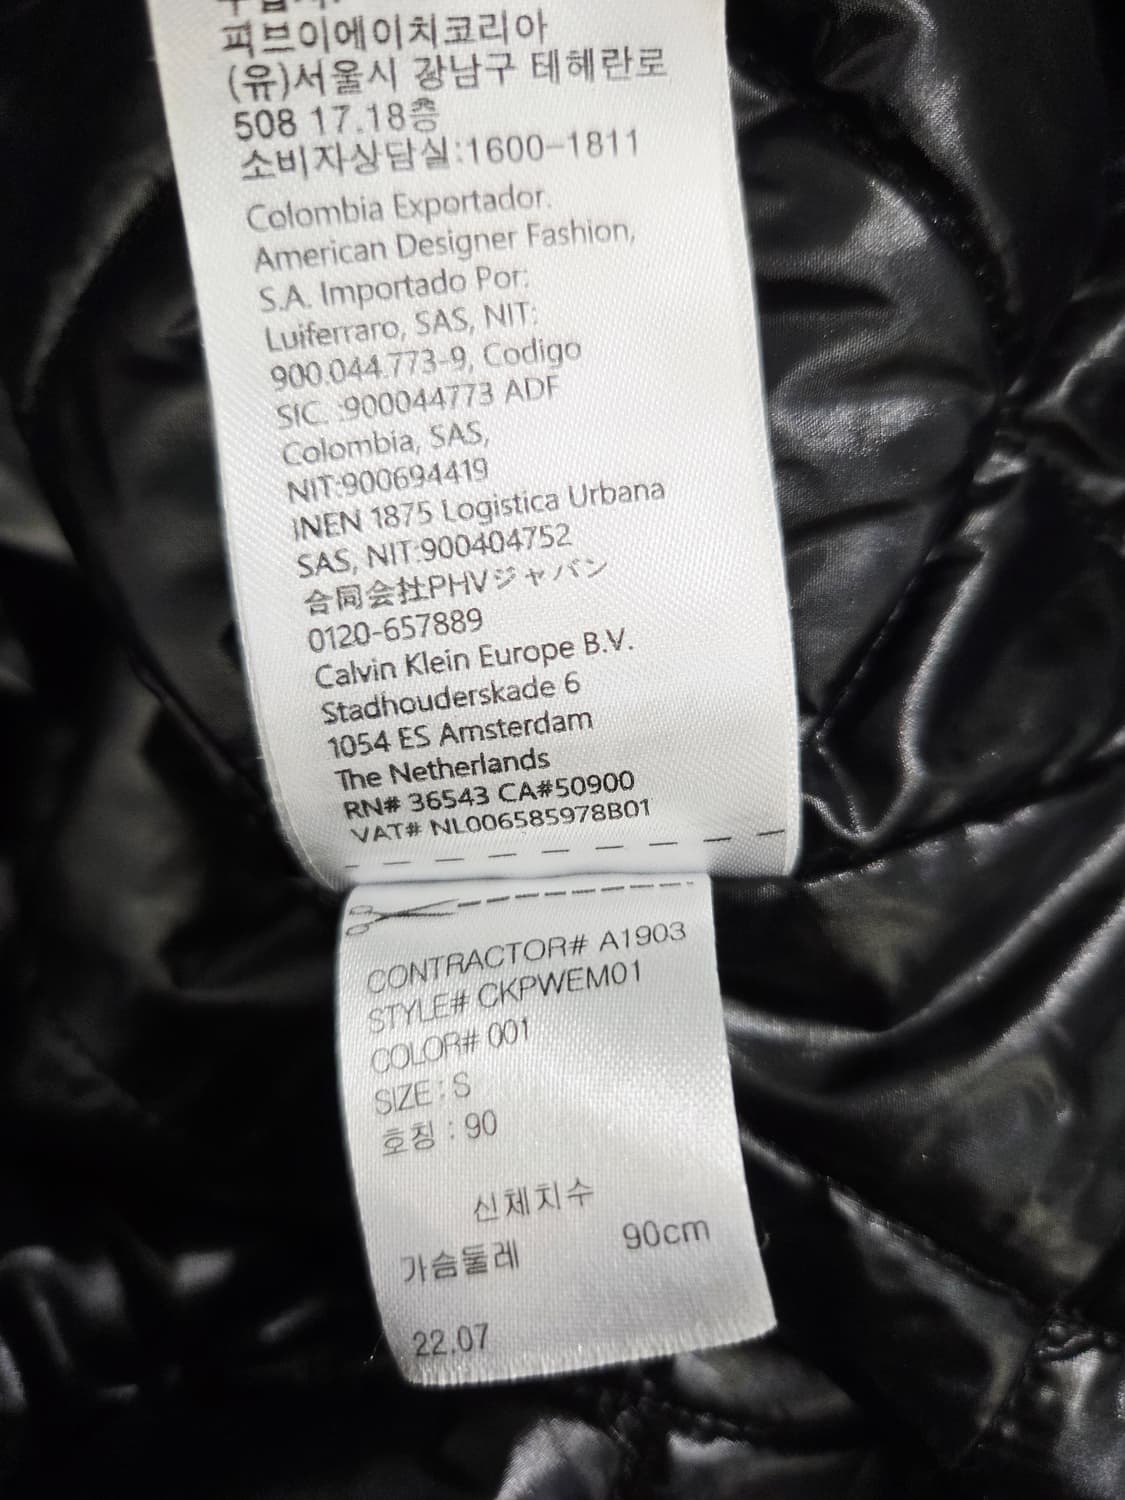 피브이에이치코리아
(유)서울시 강남구 테헤란로
508 17.18층
소비자상담실:1600-1811
Colombia Exportador.
American Designer Fashion,
S.A. Importado Por:
Luiferraro, SAS, NIT:
900.044.773-9, Codigo
SIC. :900044773 ADF
Colombia, SAS,
NIT:900694419
INEN 1875 Logistica Urbana
SAS, NIT:900404752
合同会社PHVジャパン
0120-657889
Calvin Klein Europe B.V.
Stadhouderskade 6
1054 ES Amsterdam
The Netherlands
RN# 36543 CA#50900
VAT# NL006585978B01
CONTRACTOR# A1903
STYLE# CKPWEM01
COLOR# 001
SIZE : S
호칭 : 90
신체치수
가슴둘레 90cm
22.07